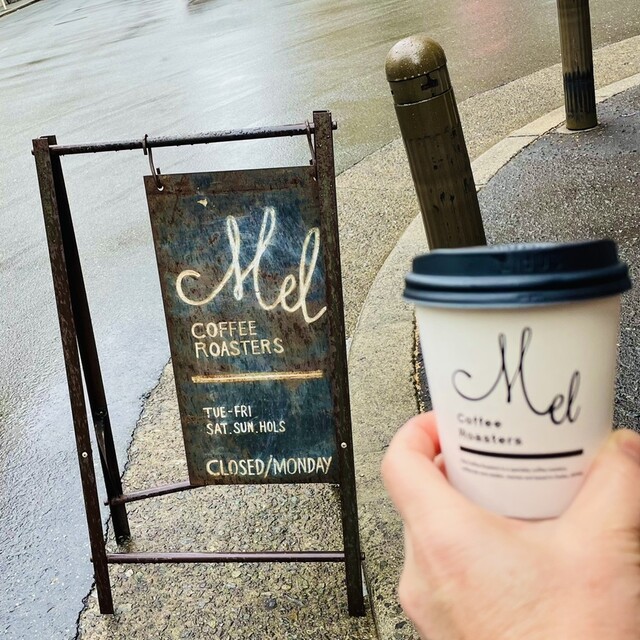 Mel
COFFEE
ROASTERS
TUE-FRI
SAT.SUN.HOLS
CLOSED/MONDAY
Mel
Coffee
Roasters